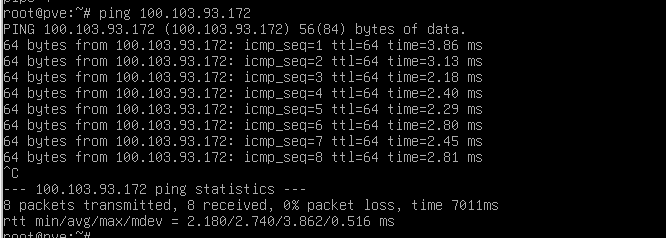 root@pve:~# ping 100.103.93.172
PING 100.103.93.172 (100.103.93.172) 56(84) bytes of data.
64 bytes from 100.103.93.172: icmp_seq=1 ttl=64 time=3.86 ms
64 bytes from 100.103.93.172: icmp_seq=2 ttl=64 time=3.13 ms
64 bytes from 100.103.93.172: icmp_seq=3 ttl=64 time=2.18 ms
64 bytes from 100.103.93.172: icmp_seq=4 ttl=64 time=2.40 ms
64 bytes from 100.103.93.172: icmp_seq=5 ttl=64 time=2.29 ms
64 bytes from 100.103.93.172: icmp_seq=6 ttl=64 time=2.80 ms
64 bytes from 100.103.93.172: icmp_seq=7 ttl=64 time=2.45 ms
64 bytes from 100.103.93.172: icmp_seq=8 ttl=64 time=2.81 ms
^C
--- 100.103.93.172 ping statistics ---
8 packets transmitted, 8 received, 0% packet loss, time 7011ms
rtt min/avg/max/mdev = 2.180/2.740/3.862/0.516 ms
root@pve:~#